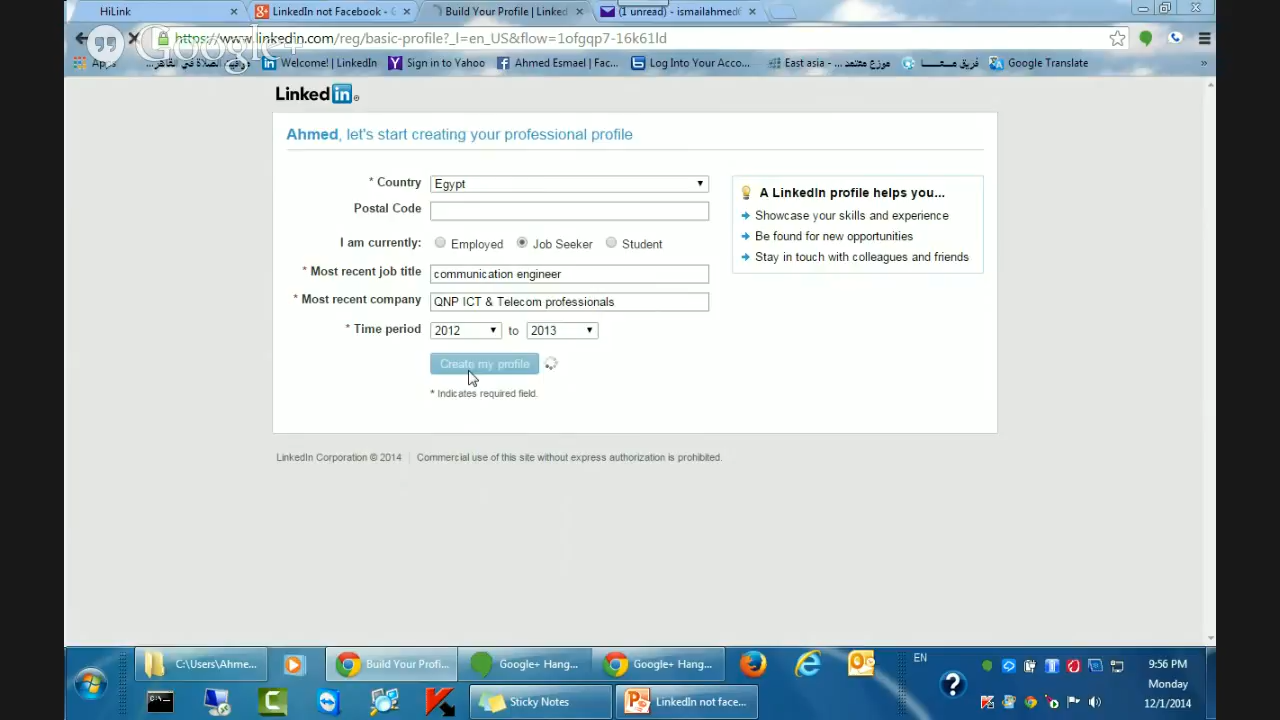 HiLink
LinkedIn not Facebook - G
Build Your Profile | Linked
(1 unread) - ismailahmed
https://www.linkedin.com/reg/basic-profile?_l=en_US&flow=1ofgqp7-16k61ld
Google+
Apps
Welcome! | LinkedIn
Sign in to Yahoo
Ahmed Esmael | Fac...
Log Into Your Acco...
East asia - موزع معتمد ...
Google Translate
LinkedIn
Ahmed, let's start creating your professional profile
* Country
Egypt
Postal Code
I am currently:
Employed
Job Seeker
Student
* Most recent job title
communication engineer
* Most recent company
QNP ICT & Telecom professionals
* Time period
2012
to
2013
Create my profile
* Indicates required field.
A LinkedIn profile helps you...
Showcase your skills and experience
Be found for new opportunities
Stay in touch with colleagues and friends
LinkedIn Corporation © 2014
Commercial use of this site without express authorization is prohibited.
C:\Users\Ahme...
Build Your Profi...
Google+ Hang...
Google+ Hang...
EN
9:56 PM
Monday
12/1/2014
Sticky Notes
LinkedIn not face...